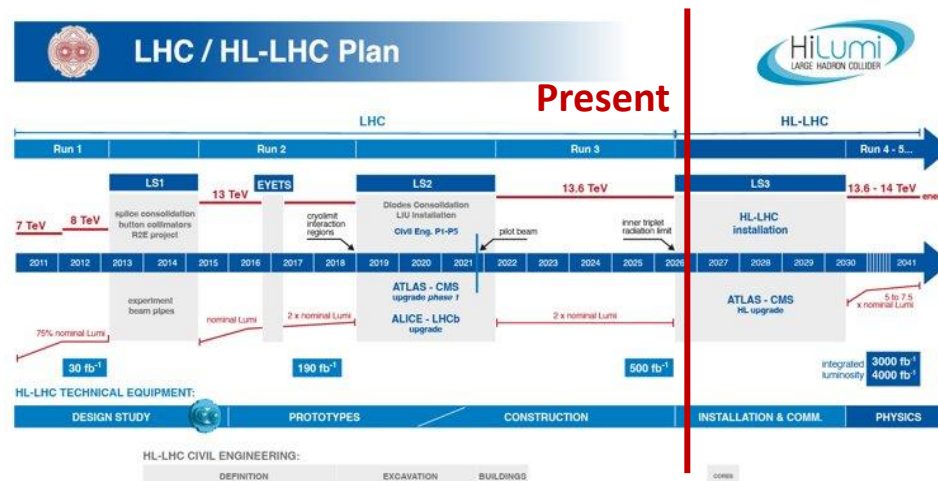 LHC / HL-LHC Plan
HiLumi
LARGE HADRON COLLIDER
Present
LHC
HL-LHC
Run 1
Run 2
Run 3
Run 4 - 5...
LS1
EYETS
LS2
LS3
13 TeV
13.6 TeV
13.6 - 14 TeV
7 TeV
8 TeV
splice consolidation
button collimators
R2E project
cryolimit
interaction
regions
Diodes Consolidation
LIU Installation
Civil Eng. P1-P5
pilot beam
inner triplet
radiation limit
HL-LHC
installation
2011 2012 2013 2014 2015 2016 2017 2018 2019 2020 2021 2022 2023 2024 2025 2026 2027 2028 2029 2030 2041
experiment
beam pipes
ATLAS - CMS
upgrade phase 1
ALICE - LHCb
upgrade
ATLAS - CMS
HL upgrade
5 to 7.5
x nominal Lumi
75% nominal Lumi
nominal Lumi
2 x nominal Lumi
2 x nominal Lumi
30 fb⁻¹
190 fb⁻¹
500 fb⁻¹
integrated
luminosity
3000 fb⁻¹
4000 fb⁻¹
HL-LHC TECHNICAL EQUIPMENT:
DESIGN STUDY
PROTOTYPES
CONSTRUCTION
INSTALLATION & COMM.
PHYSICS
HL-LHC CIVIL ENGINEERING:
DEFINITION
EXCAVATION
BUILDINGS
CORES